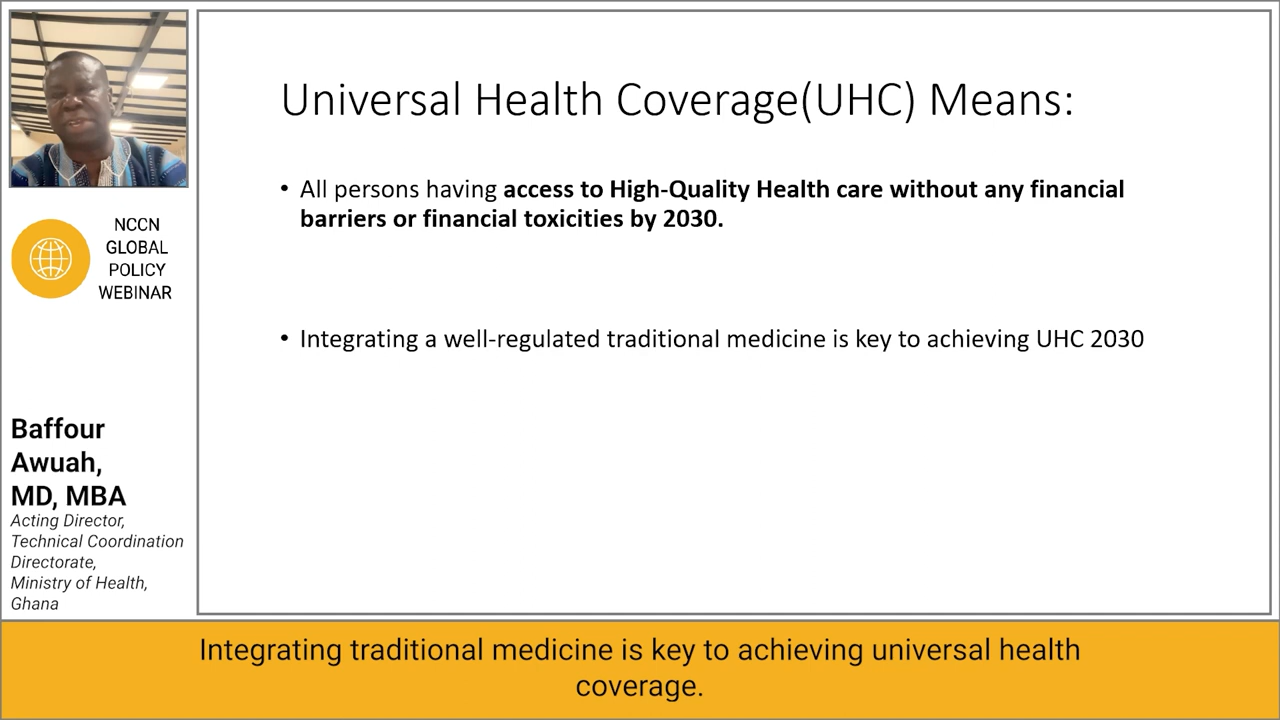 Universal Health Coverage(UHC) Means:
• All persons having access to High-Quality Health care without any financial
barriers or financial toxicities by 2030.
• Integrating a well-regulated traditional medicine is key to achieving UHC 2030
NCCN
GLOBAL
POLICY
WEBINAR
Baffour
Awuah,
MD, MBA
Acting Director,
Technical Coordination
Directorate,
Ministry of Health,
Ghana
Integrating traditional medicine is key to achieving universal health
coverage.